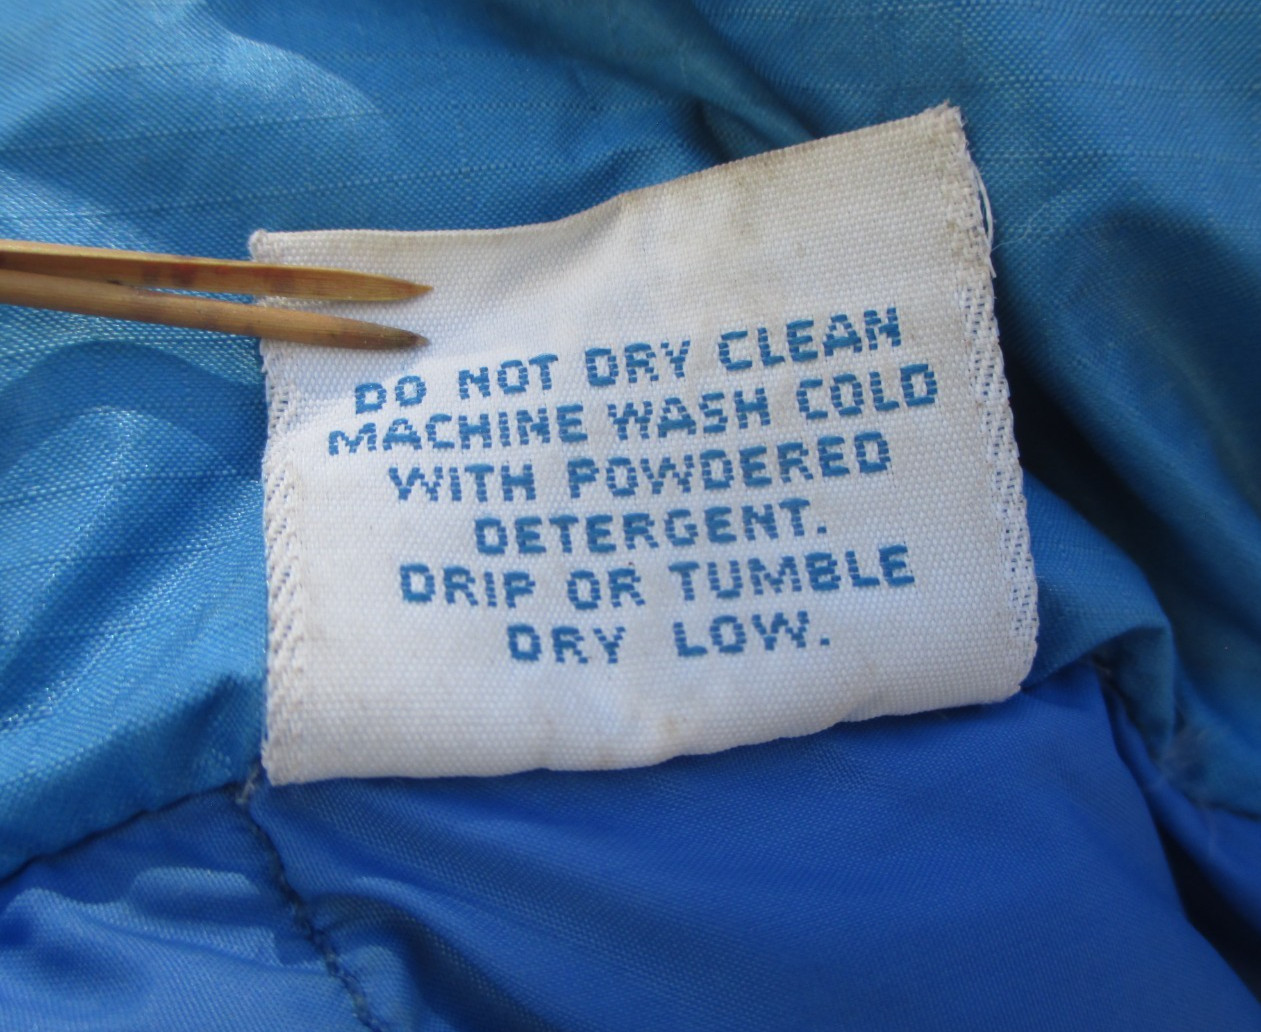 DO NOT DRY CLEAN
MACHINE WASH COLD
WITH POWDERED
DETERGENT.
DRIP OR TUMBLE
DRY LOW.